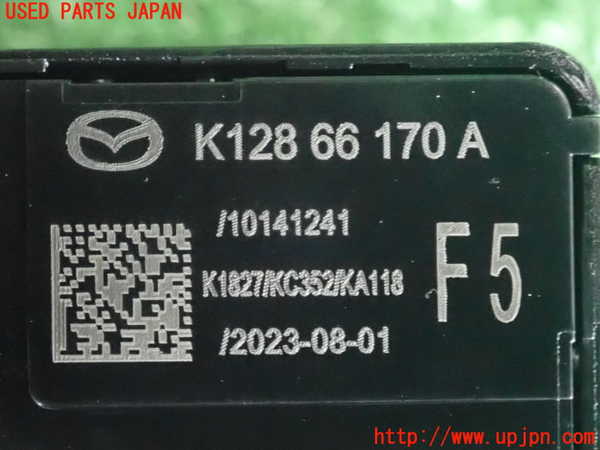 USED PARTS JAPAN
K128 66 170 A
/10141241
K1827/KC352/KA118
/2023-08-01
F5
http://www.upjpn.com